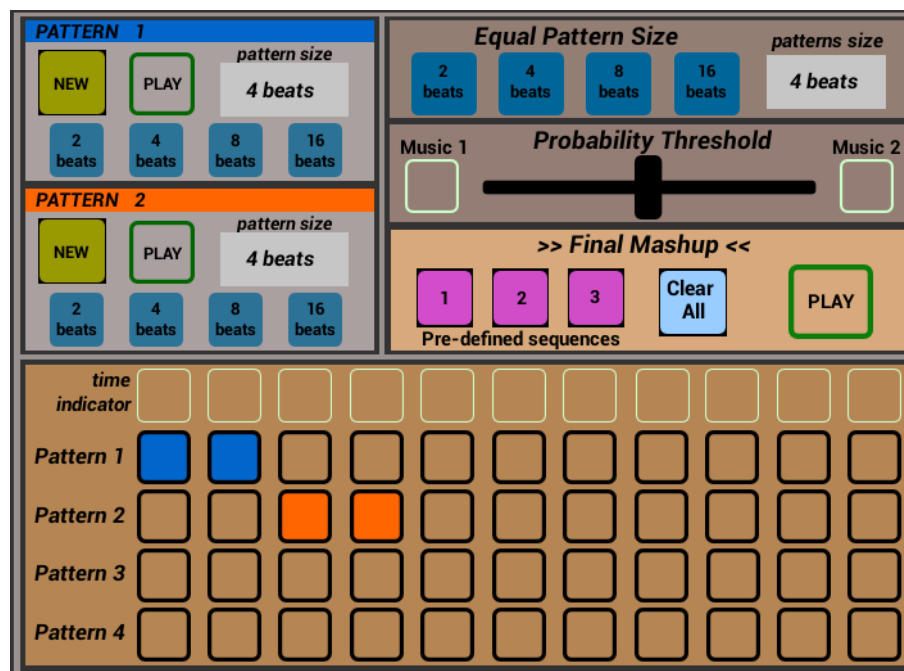 PATTERN 1
pattern size
NEW
PLAY
4 beats
2 beats
4 beats
8 beats
16 beats
PATTERN 2
pattern size
NEW
PLAY
4 beats
2 beats
4 beats
8 beats
16 beats
Equal Pattern Size
patterns size
2 beats
4 beats
8 beats
16 beats
4 beats
Probability Threshold
Music 1
Music 2
>> Final Mashup <<
1
2
3
Clear
All
PLAY
Pre-defined sequences
time
indicator
Pattern 1
Pattern 2
Pattern 3
Pattern 4